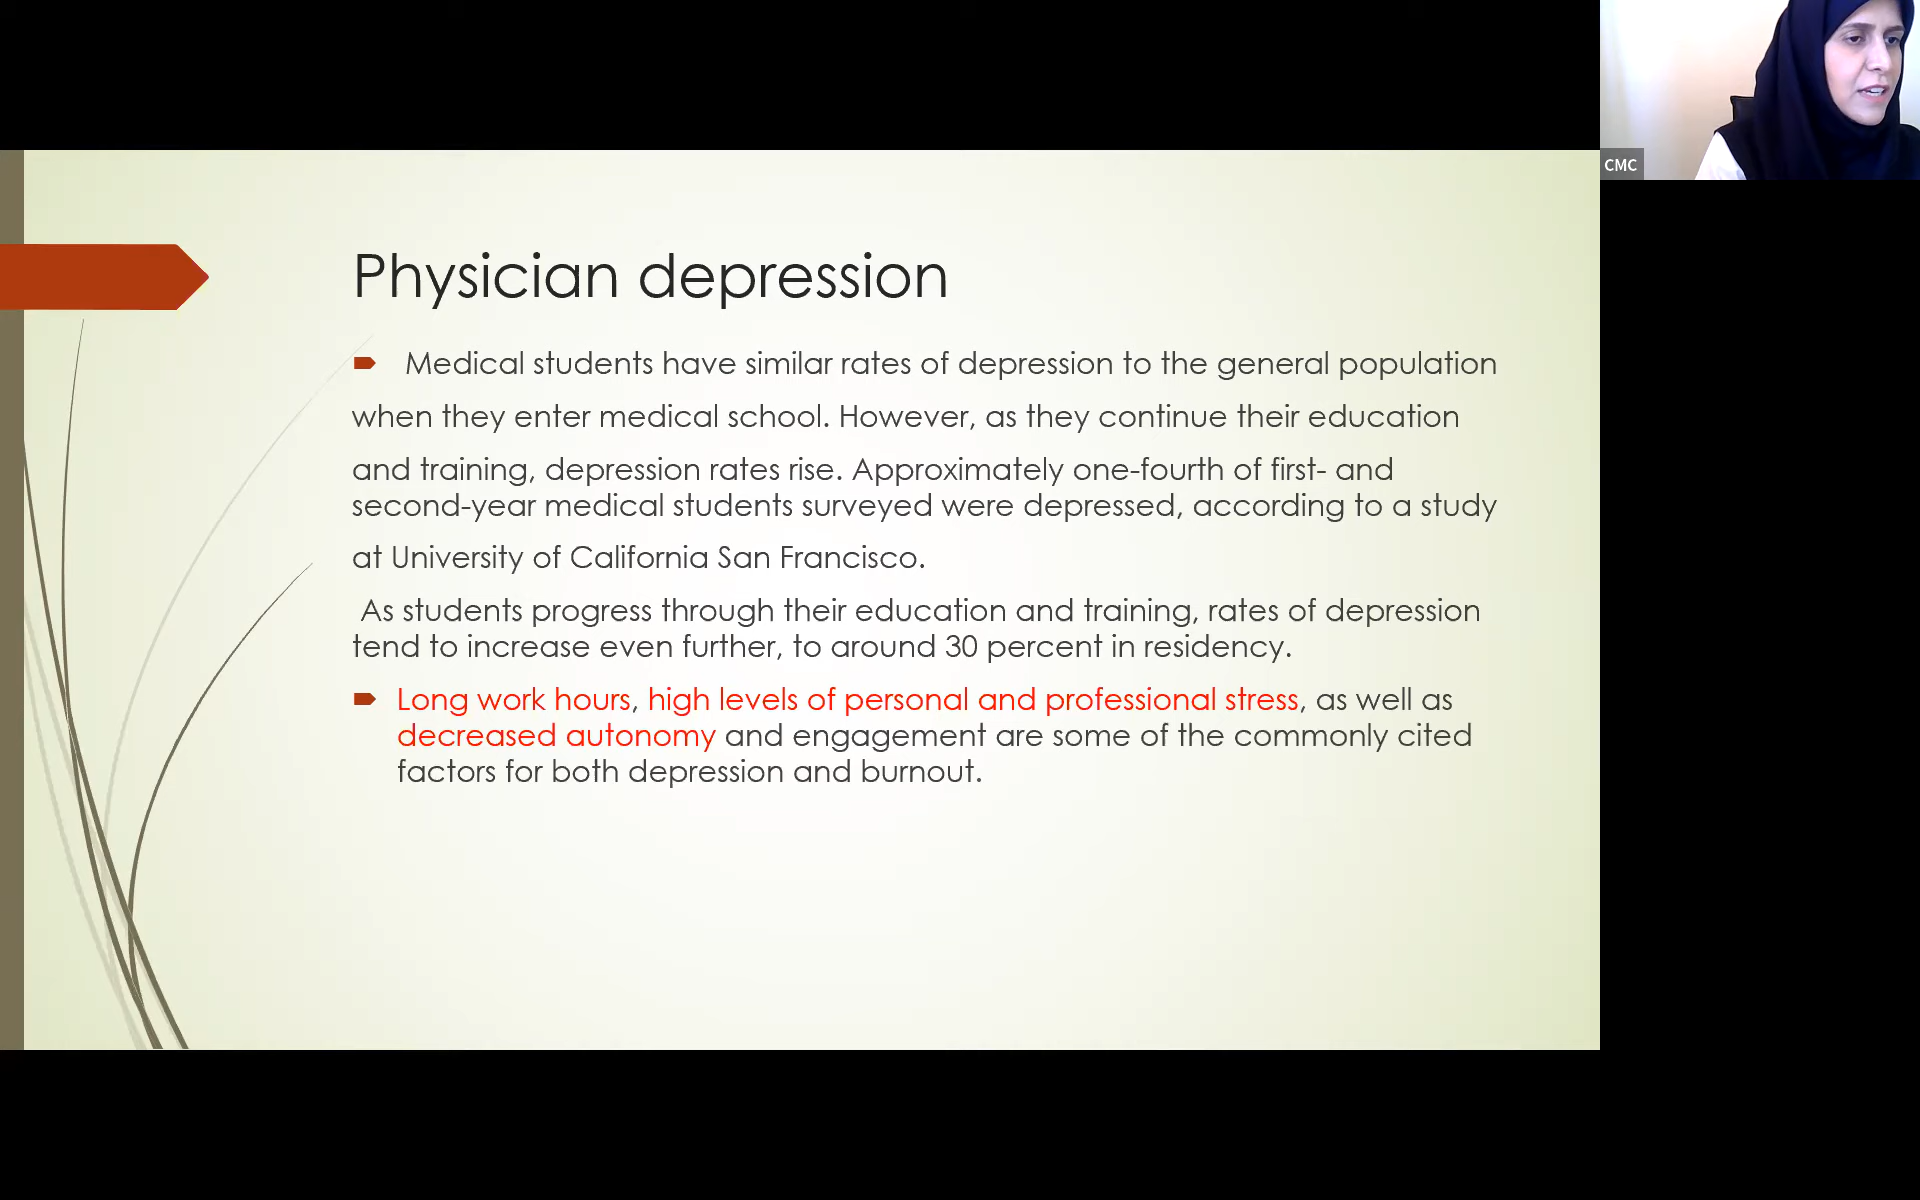 CMC
Physician depression
Medical students have similar rates of depression to the general population
when they enter medical school. However, as they continue their education
and training, depression rates rise. Approximately one-fourth of first- and
second-year medical students surveyed were depressed, according to a study
at University of California San Francisco.
As students progress through their education and training, rates of depression
tend to increase even further, to around 30 percent in residency.
Long work hours, high levels of personal and professional stress, as well as
decreased autonomy and engagement are some of the commonly cited
factors for both depression and burnout.